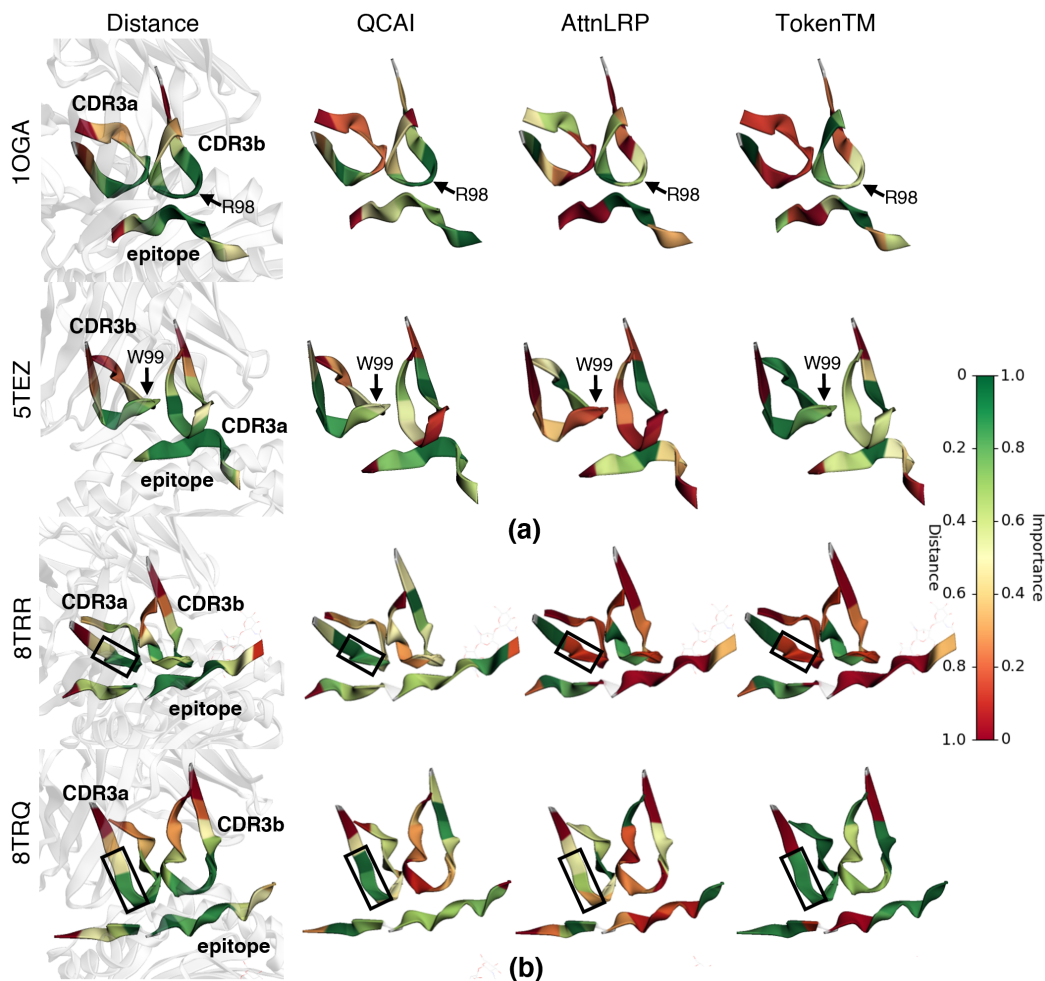 Distance QCAI AttnLRP TokenTM
1OGA
CDR3a
CDR3b
R98
epitope
R98
R98
R98
5TEZ
CDR3b
W99
CDR3a
epitope
W99
W99
W99
(a)
8TRR
CDR3a
CDR3b
epitope
8TRQ
CDR3a
CDR3b
epitope
(b)
0 1.0
0.2 0.8
0.4 0.6
0.6 0.4
0.8 0.2
1.0 0
Distance
Importance